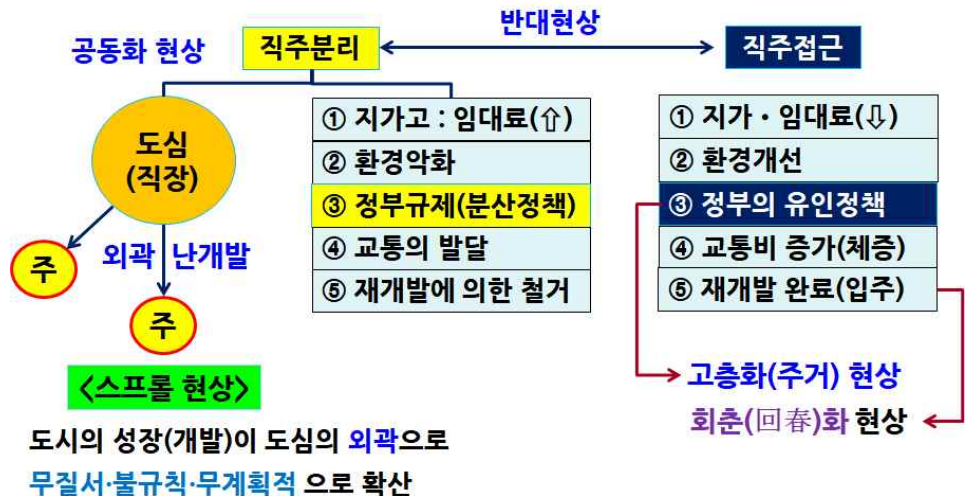 공동화 현상
직주분리
반대현상
직주접근
도심
(직장)
주
외곽 난개발
주
<스프롤 현상>
① 지가고 : 임대료(⇧)
② 환경악화
③ 정부규제(분산정책)
④ 교통의 발달
⑤ 재개발에 의한 철거
① 지가・임대료(⇩)
② 환경개선
③ 정부의 유인정책
④ 교통비 증가(체증)
⑤ 재개발 완료(입주)
고층화(주거) 현상
회춘(回春)화 현상
도시의 성장(개발)이 도심의 외곽으로
무질서·불규칙·무계획적 으로 확산